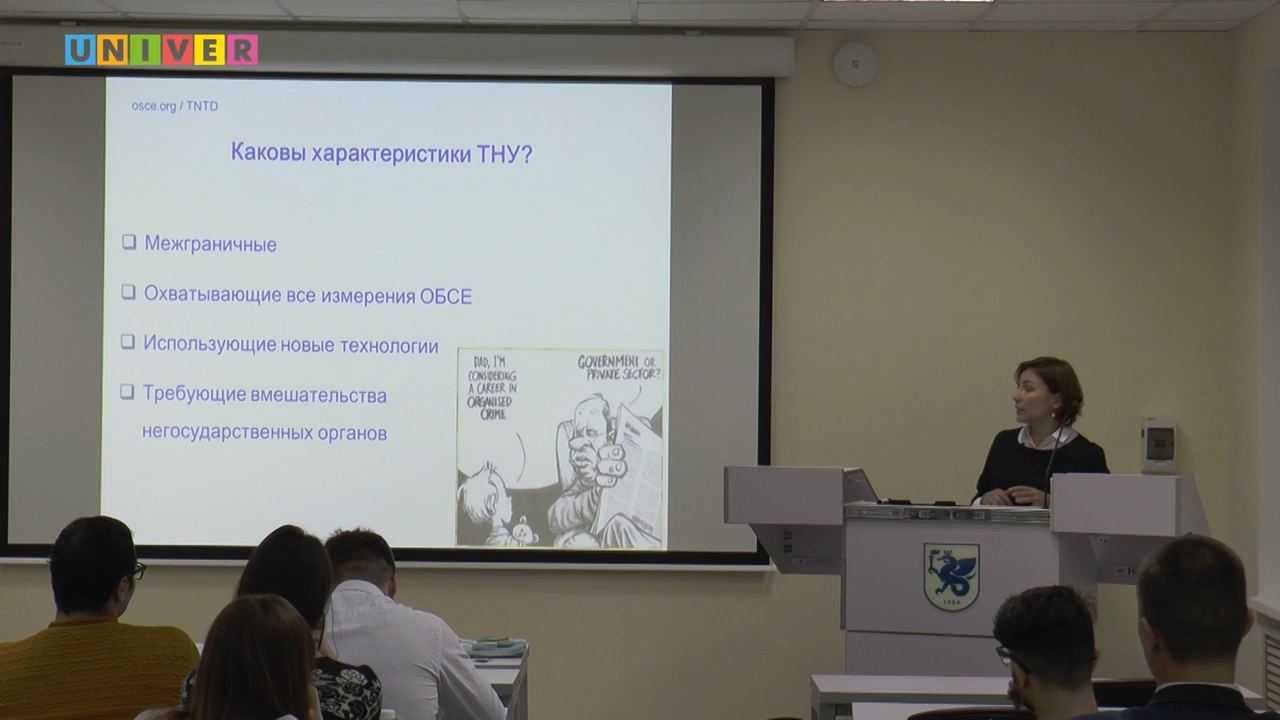 UNIVER
osce.org / TNTD
Каковы характеристики ТНУ?
Межграничные
Охватывающие все измерения ОБСЕ
Использующие новые технологии
Требующие вмешательства
негосударственных органов
DAD, I'M
CONSIDERING
A CAREER IN
ORGANISED
CRIME
GOVERNMENT OR
PRIVATE SECTOR?
1804